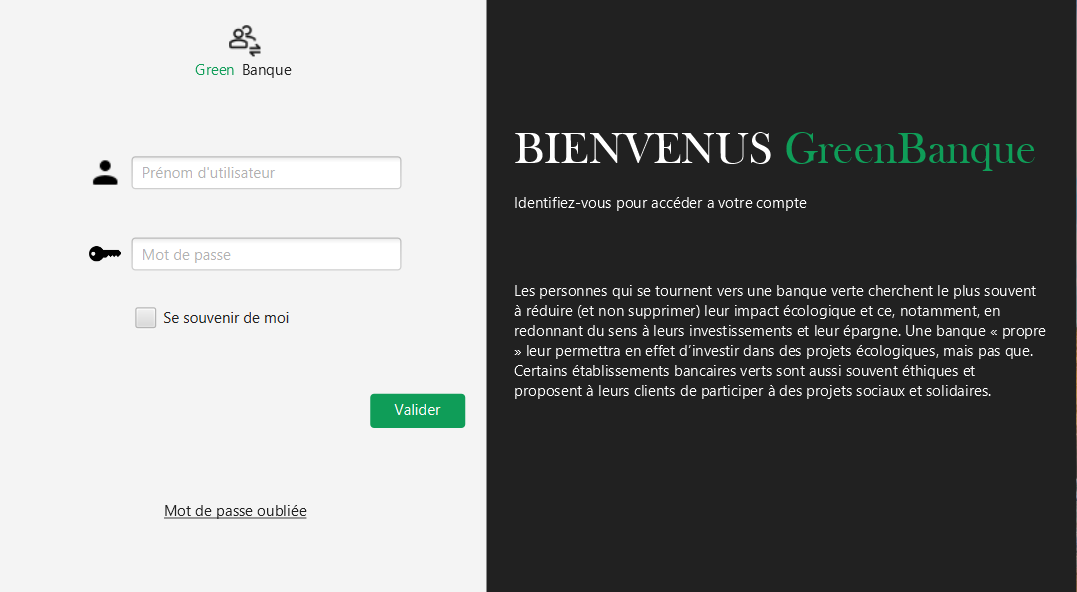 Green Banque
Prénom d'utilisateur
Mot de passe
Se souvenir de moi
Valider
Mot de passe oubliée
BIENVENUS GreenBanque
Identifiez-vous pour accéder a votre compte
Les personnes qui se tournent vers une banque verte cherchent le plus souvent
à réduire (et non supprimer) leur impact écologique et ce, notamment, en
redonnant du sens à leurs investissements et leur épargne. Une banque « propre
» leur permettra en effet d’investir dans des projets écologiques, mais pas que.
Certains établissements bancaires verts sont aussi souvent éthiques et
proposent à leurs clients de participer à des projets sociaux et solidaires.